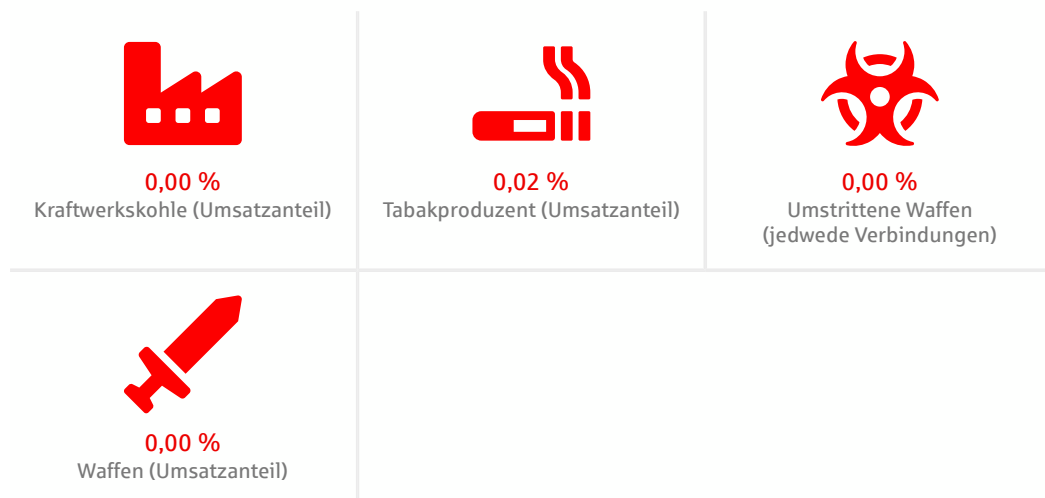 0,00 %
Kraftwerkskohle (Umsatzanteil)
0,02 %
Tabakproduzent (Umsatzanteil)
0,00 %
Umstrittene Waffen
(jedwede Verbindungen)
0,00 %
Waffen (Umsatzanteil)